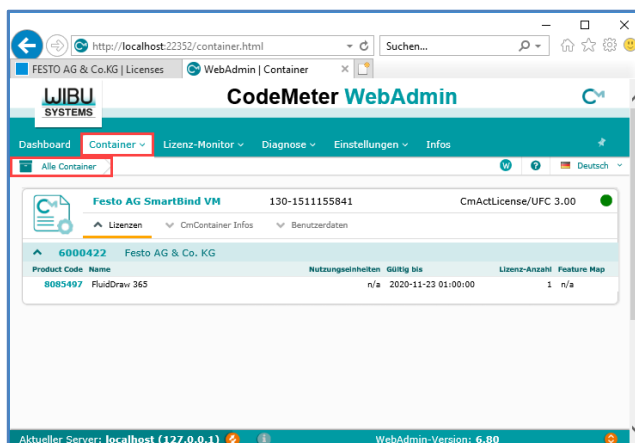 http://localhost:22352/container.html
Suchen...
FESTO AG & Co.KG | Licenses
WebAdmin | Container
WIBU
SYSTEMS
CodeMeter WebAdmin
Dashboard Container Lizenz-Monitor Diagnose Einstellungen Infos
Alle Container
Deutsch
Festo AG SmartBind VM 130-1511155841 CmActLicense/UFC 3.00
Lizenzen CmContainer Infos Benutzerdaten
6000422 Festo AG & Co. KG
Product Code Name Nutzungseinheiten Gültig bis Lizenz-Anzahl Feature Map
8085497 FluidDraw 365 n/a 2020-11-23 01:00:00 1 n/a
Aktueller Server: localhost (127.0.0.1) WebAdmin-Version: 6.80